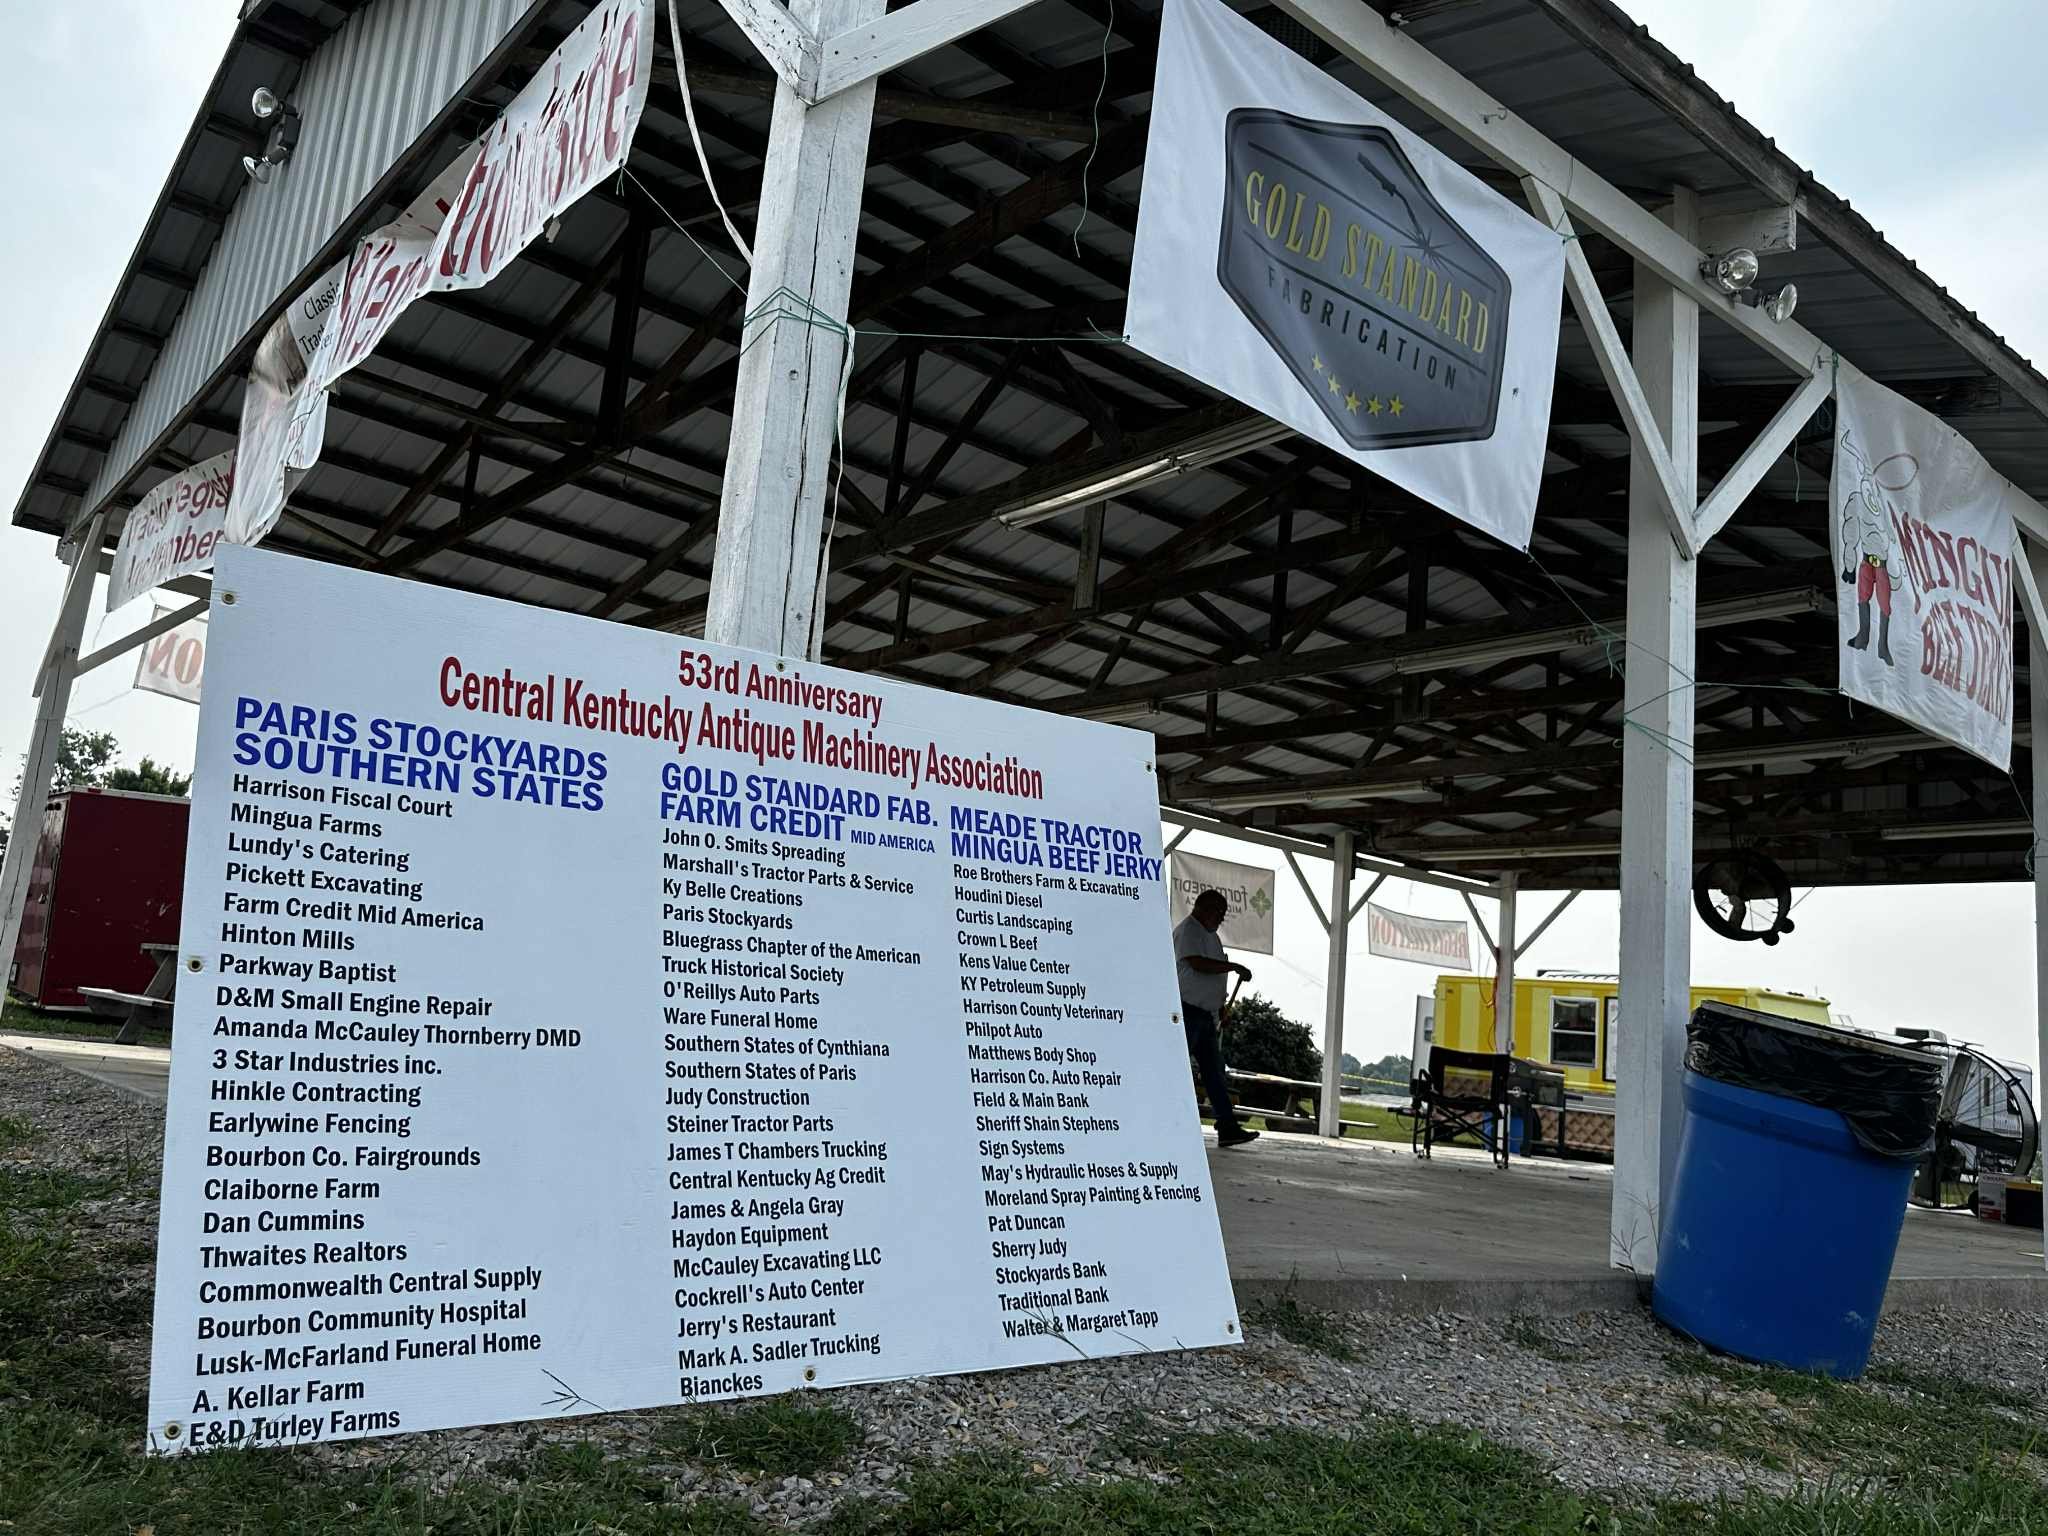 53rd Anniversary
Central Kentucky Antique Machinery Association
PARIS STOCKYARDS
SOUTHERN STATES
Harrison Fiscal Court
Mingua Farms
Lundy's Catering
Pickett Excavating
Farm Credit Mid America
Hinton Mills
Parkway Baptist
D&M Small Engine Repair
Amanda McCauley Thornberry DMD
3 Star Industries inc.
Hinkle Contracting
Earlywine Fencing
Bourbon Co. Fairgrounds
Claiborne Farm
Dan Cummins
Thwaites Realtors
Commonwealth Central Supply
Bourbon Community Hospital
Lusk-McFarland Funeral Home
A. Kellar Farm
E&D Turley Farms
GOLD STANDARD FAB.
FARM CREDIT MID AMERICA
John O. Smits Spreading
Marshall's Tractor Parts & Service
Ky Belle Creations
Paris Stockyards
Bluegrass Chapter of the American
Truck Historical Society
O'Reillys Auto Parts
Ware Funeral Home
Southern States of Cynthiana
Southern States of Paris
Judy Construction
Steiner Tractor Parts
James T Chambers Trucking
Central Kentucky Ag Credit
James & Angela Gray
Haydon Equipment
McCauley Excavating LLC
Cockrell's Auto Center
Jerry's Restaurant
Mark A. Sadler Trucking
Bianckes
MEADE TRACTOR
MINGUA BEEF JERKY
Roe Brothers Farm & Excavating
Houdini Diesel
Curtis Landscaping
Crown L Beef
Kens Value Center
KY Petroleum Supply
Harrison County Veterinary
Philpot Auto
Matthews Body Shop
Harrison Co. Auto Repair
Field & Main Bank
Sheriff Shain Stephens
Sign Systems
May's Hydraulic Hoses & Supply
Moreland Spray Painting & Fencing
Pat Duncan
Sherry Judy
Stockyards Bank
Traditional Bank
Walter & Margaret Tapp
GOLD STANDARD
FABRICATION
MINGUA
BEEF JERKY
Classic
REGISTRATION
farm CREDIT